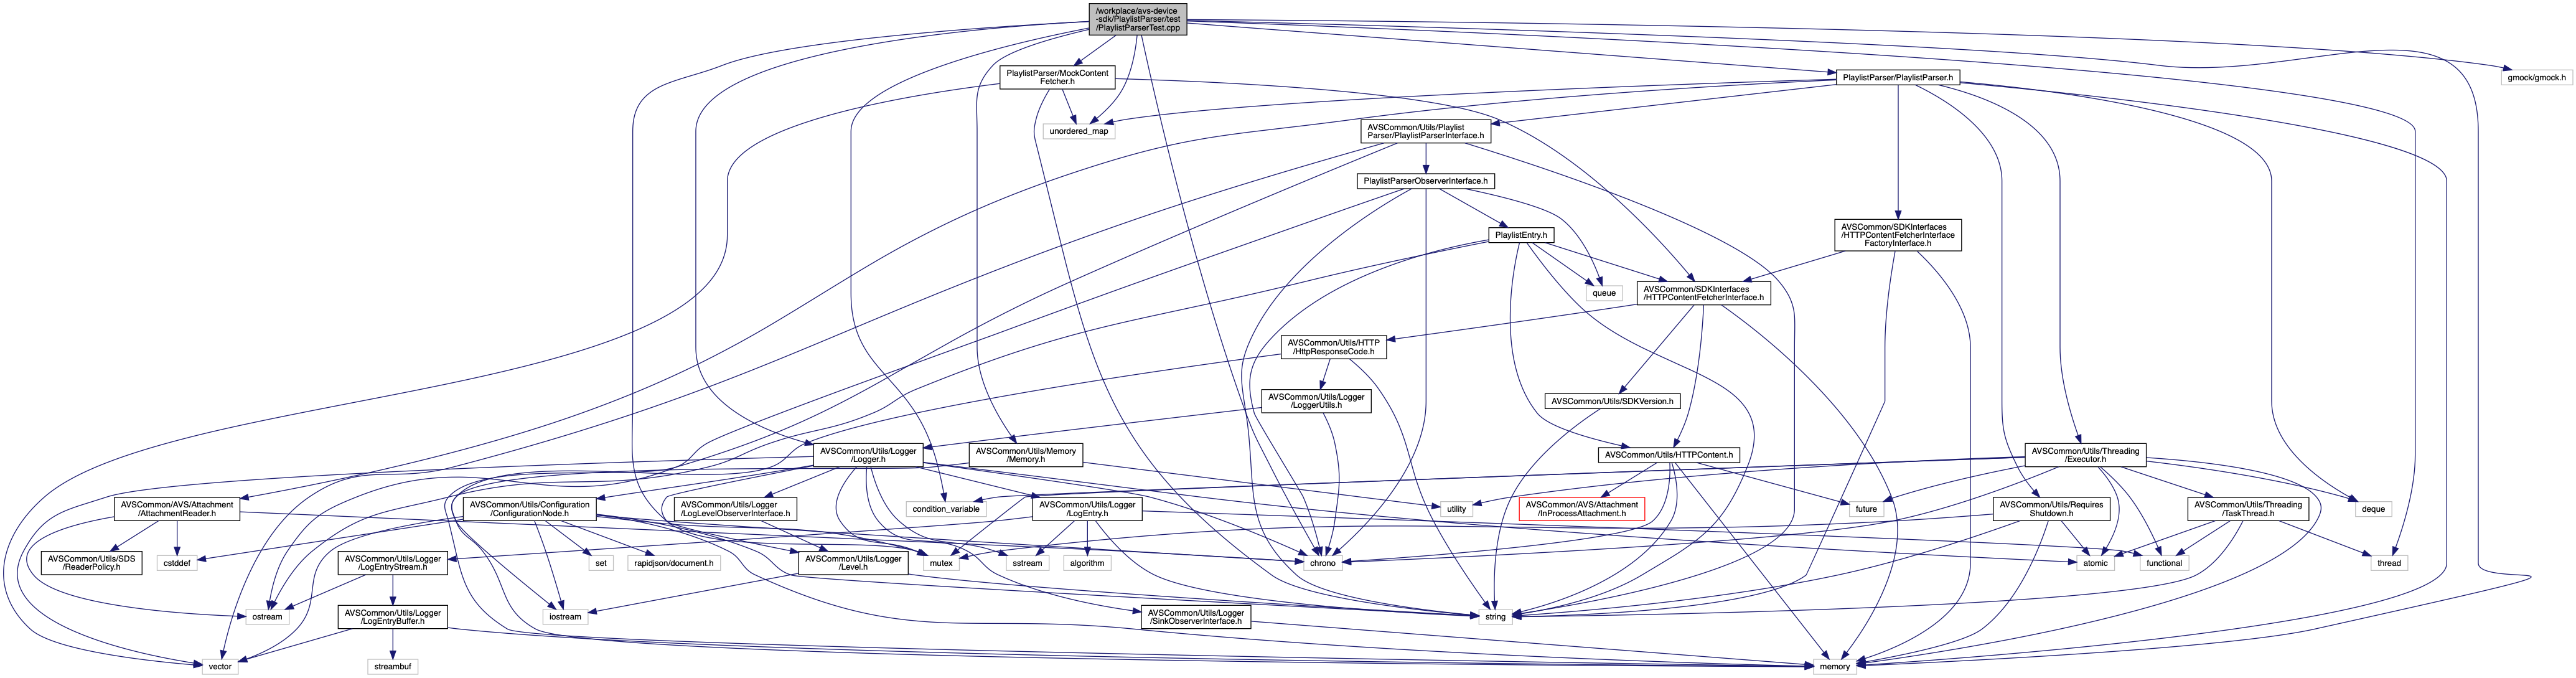 /workplace/avs-device
-sdk/PlaylistParser/test
/PlaylistParserTest.cpp
PlaylistParser/MockContent
Fetcher.h
PlaylistParser/PlaylistParser.h
gmock/gmock.h
unordered_map
AVSCommon/Utils/Playlist
Parser/PlaylistParserInterface.h
PlaylistParserObserverInterface.h
PlaylistEntry.h
AVSCommon/SDKInterfaces
/HTTPContentFetcherInterface
FactoryInterface.h
queue
AVSCommon/SDKInterfaces
/HTTPContentFetcherInterface.h
AVSCommon/Utils/HTTP
/HttpResponseCode.h
AVSCommon/Utils/Logger
/LoggerUtils.h
AVSCommon/Utils/SDKVersion.h
AVSCommon/Utils/Logger
/Logger.h
AVSCommon/Utils/Memory
/Memory.h
AVSCommon/Utils/HTTPContent.h
AVSCommon/Utils/Threading
/Executor.h
AVSCommon/AVS/Attachment
/AttachmentReader.h
AVSCommon/Utils/Configuration
/ConfigurationNode.h
AVSCommon/Utils/Logger
/LogLevelObserverInterface.h
condition_variable
AVSCommon/Utils/Logger
/LogEntry.h
utility
AVSCommon/AVS/Attachment
/InProcessAttachment.h
future
AVSCommon/Utils/Requires
Shutdown.h
AVSCommon/Utils/Threading
/TaskThread.h
deque
AVSCommon/Utils/SDS
/ReaderPolicy.h
cstddef
AVSCommon/Utils/Logger
/LogEntryStream.h
set
rapidjson/document.h
AVSCommon/Utils/Logger
/Level.h
mutex
sstream
algorithm
chrono
atomic
functional
thread
ostream
AVSCommon/Utils/Logger
/LogEntryBuffer.h
iostream
AVSCommon/Utils/Logger
/SinkObserverInterface.h
string
vector
streambuf
memory